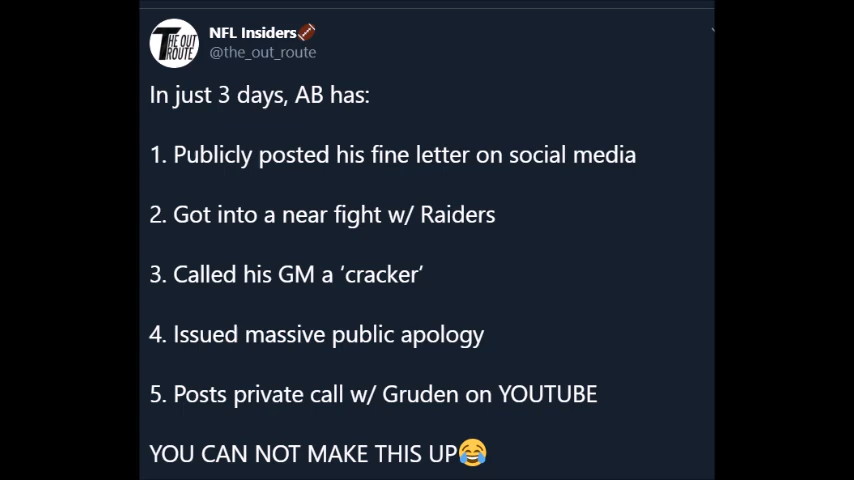 THE OUT
ROUTE
NFL Insiders🏈
@the_out_route
In just 3 days, AB has:
1. Publicly posted his fine letter on social media
2. Got into a near fight w/ Raiders
3. Called his GM a ‘cracker’
4. Issued massive public apology
5. Posts private call w/ Gruden on YOUTUBE
YOU CAN NOT MAKE THIS UP😂